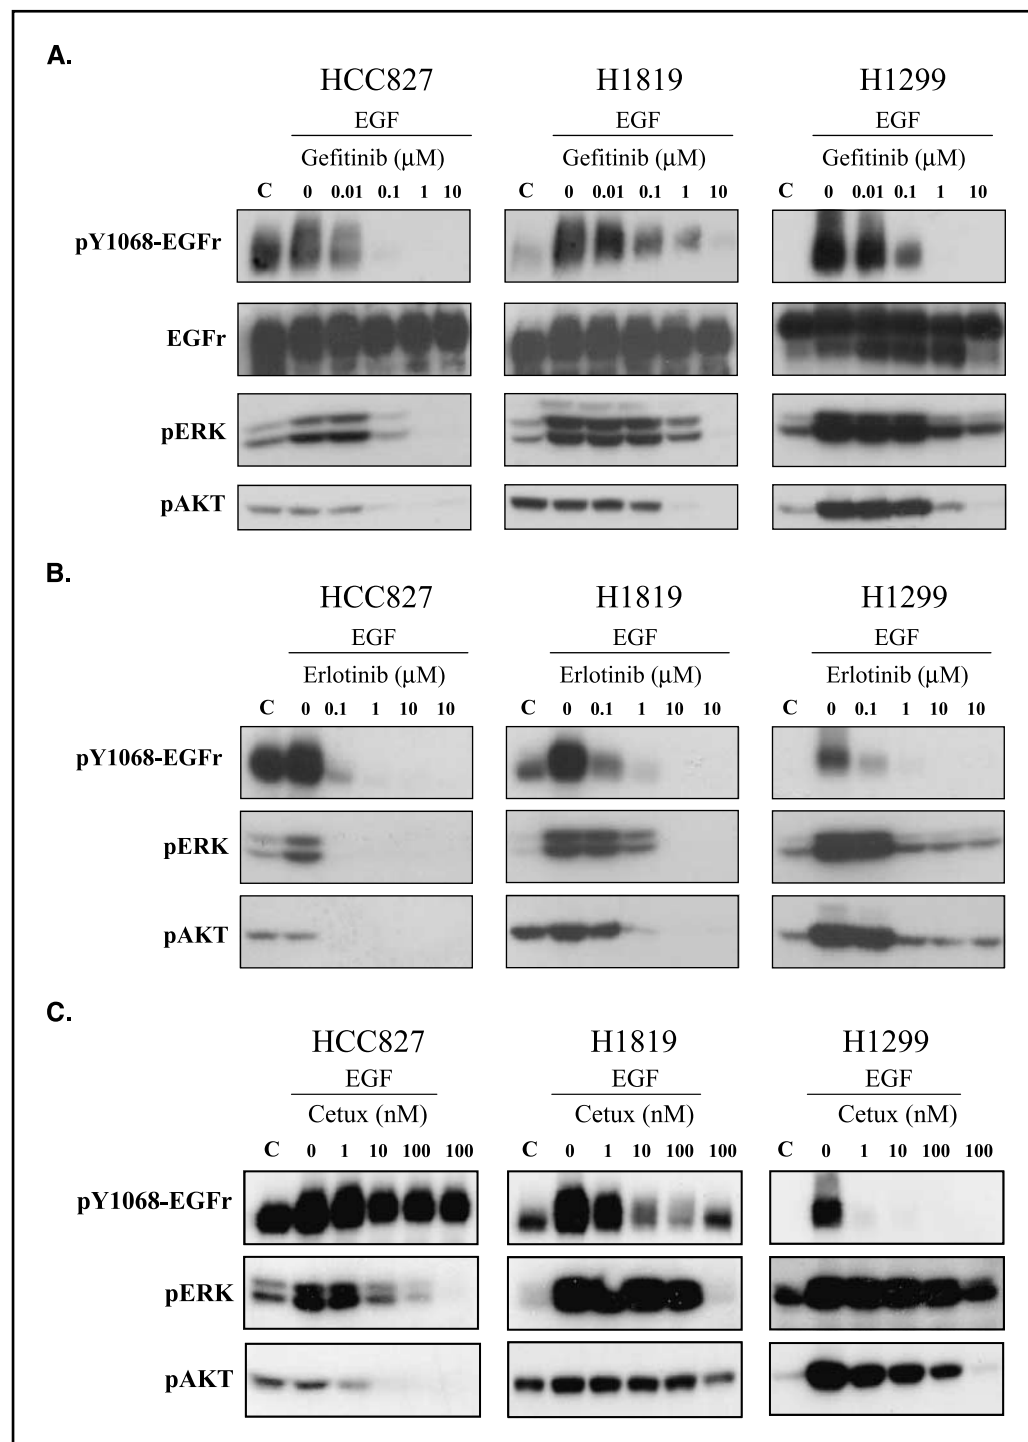 A.
HCC827 H1819 H1299
EGF EGF EGF
Gefitinib (µM) Gefitinib (µM) Gefitinib (µM)
C 0 0.01 0.1 1 10 C 0 0.01 0.1 1 10 C 0 0.01 0.1 1 10
pY1068-EGFr
EGFr
pERK
pAKT
B.
HCC827 H1819 H1299
EGF EGF EGF
Erlotinib (µM) Erlotinib (µM) Erlotinib (µM)
C 0 0.1 1 10 10 C 0 0.1 1 10 10 C 0 0.1 1 10 10
pY1068-EGFr
pERK
pAKT
C.
HCC827 H1819 H1299
EGF EGF EGF
Cetux (nM) Cetux (nM) Cetux (nM)
C 0 1 10 100 100 C 0 1 10 100 100 C 0 1 10 100 100
pY1068-EGFr
pERK
pAKT